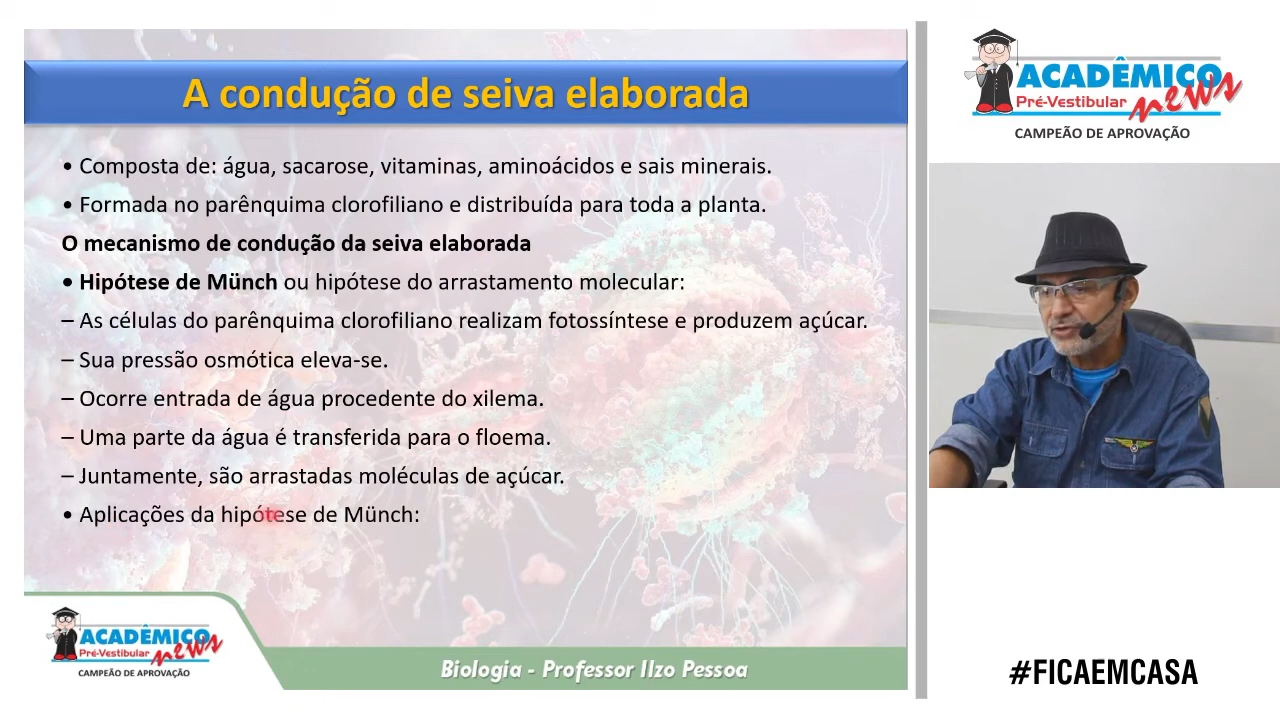 A condução de seiva elaborada
• Composta de: água, sacarose, vitaminas, aminoácidos e sais minerais.
• Formada no parênquima clorofiliano e distribuída para toda a planta.
O mecanismo de condução da seiva elaborada
• Hipótese de Münch ou hipótese do arrastamento molecular:
– As células do parênquima clorofiliano realizam fotossíntese e produzem açúcar.
– Sua pressão osmótica eleva-se.
– Ocorre entrada de água procedente do xilema.
– Uma parte da água é transferida para o floema.
– Juntamente, são arrastadas moléculas de açúcar.
• Aplicações da hipótese de Münch:
ACADÊMICO
Pré-Vestibular news
CAMPEÃO DE APROVAÇÃO
Biologia - Professor Ilzo Pessoa
ACADÊMICO
Pré-Vestibular news
CAMPEÃO DE APROVAÇÃO
#FICAEMCASA